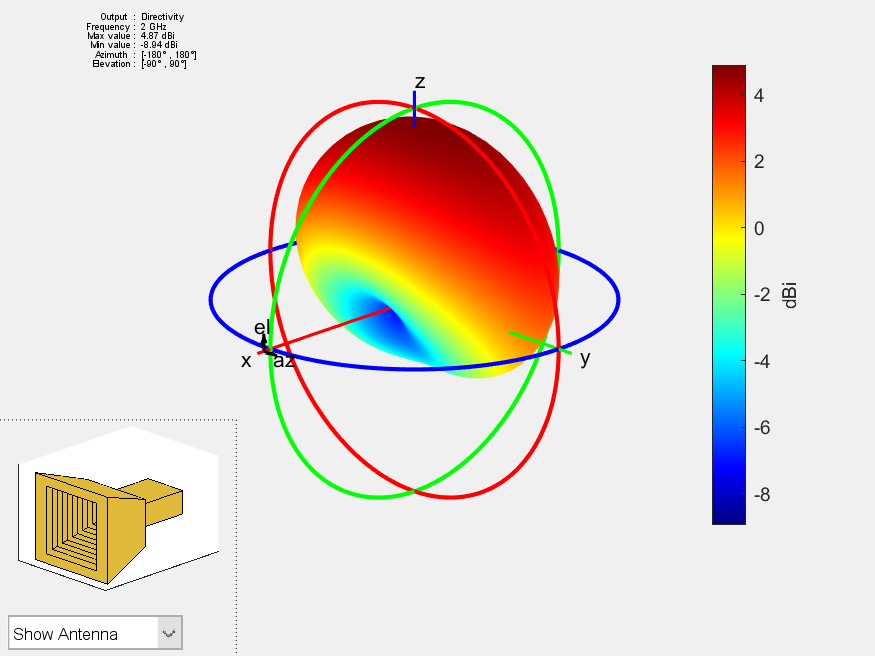 Output : Directivity
Frequency : 2 GHz
Max value : 4.87 dBi
Min value : -8.94 dBi
Azimuth : [-180° , 180°]
Elevation : [-90° , 90°]
z
el
x
az
y
4
2
0
-2
-4
-6
-8
dBi
Show Antenna